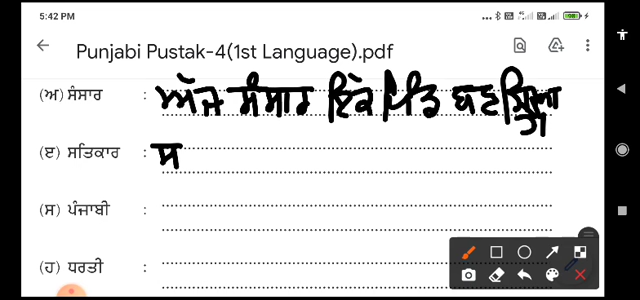 5:42 PM
Punjabi Pustak-4(1st Language).pdf
(ਅ) ਸੰਸਾਰ : ਅੱਜ ਸੰਸਾਰ ਇੱਕ ਪਿੰਡ ਬਣ ਗਿਆ
(ੲ) ਸਤਿਕਾਰ : ਸ
(ਸ) ਪੰਜਾਬੀ :
(ਹ) ਧਰਤੀ :